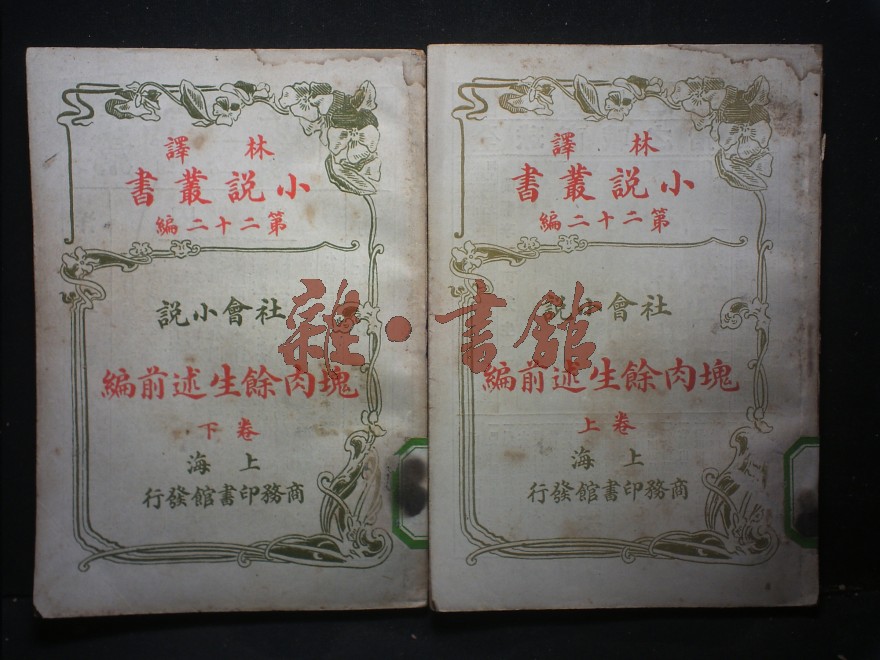 林譯
小說叢書
第二十二編
社會小說
塊肉餘生述前編
卷上
上海
商務印書館發行
林譯
小說叢書
第二十二編
社會小說
塊肉餘生述前編
卷下
上海
商務印書館發行
雜·書館